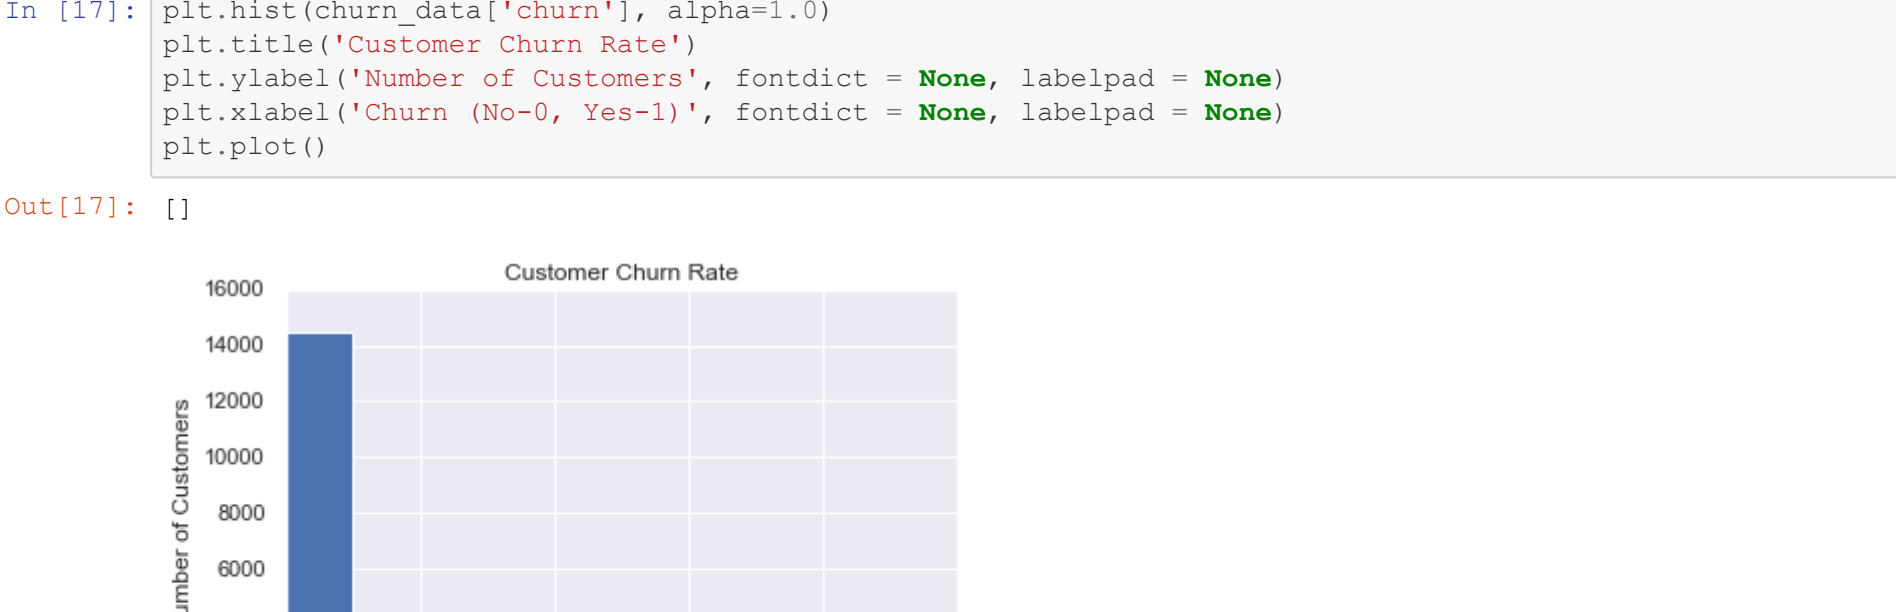 In [17]: plt.hist(churn_data['churn'], alpha=1.0)
plt.title('Customer Churn Rate')
plt.ylabel('Number of Customers', fontdict = None, labelpad = None)
plt.xlabel('Churn (No-0, Yes-1)', fontdict = None, labelpad = None)
plt.plot()
Out[17]: []
Customer Churn Rate
16000
14000
12000
10000
8000
6000
umber of Customers